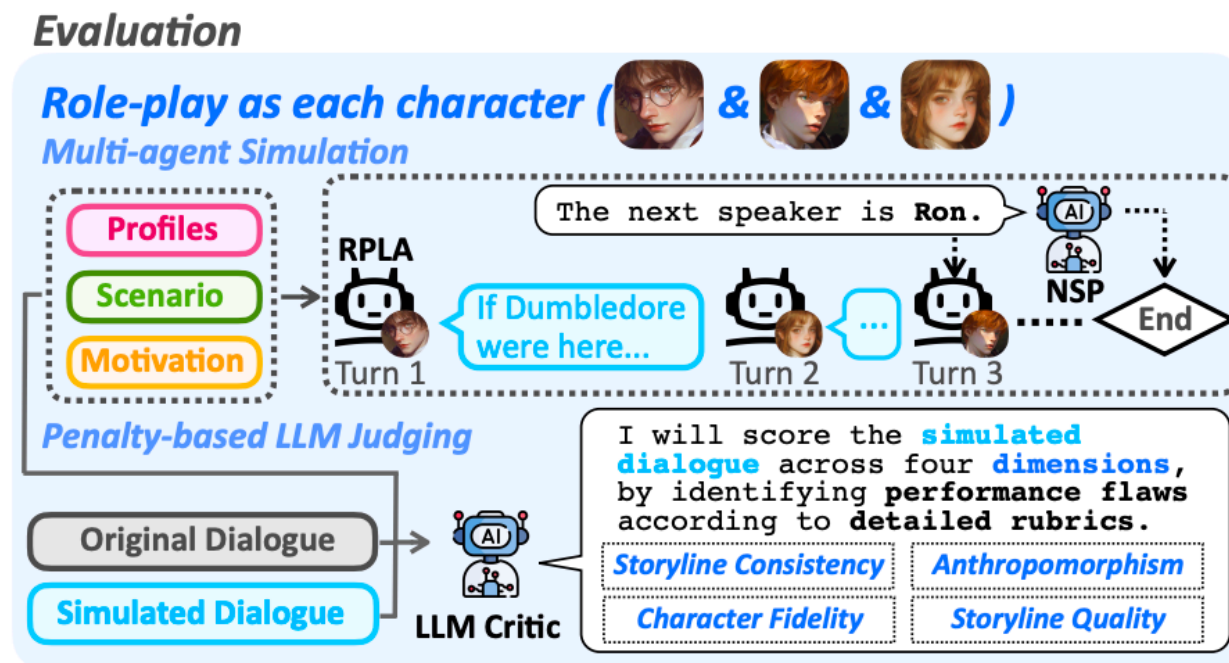 Evaluation
Role-play as each character ( & & )
Multi-agent Simulation
Profiles
Scenario
Motivation
The next speaker is Ron.
AI
NSP
RPLA
If Dumbledore
were here...
...
End
Turn 1
Turn 2
Turn 3
Penalty-based LLM Judging
Original Dialogue
Simulated Dialogue
AI
LLM Critic
I will score the simulated
dialogue across four dimensions,
by identifying performance flaws
according to detailed rubrics.
Storyline Consistency
Anthropomorphism
Character Fidelity
Storyline Quality